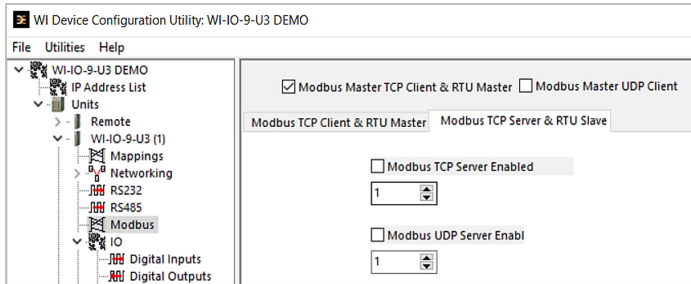 WI Device Configuration Utility: WI-IO-9-U3 DEMO
File Utilities Help
WI-IO-9-U3 DEMO
IP Address List
Units
Remote
WI-IO-9-U3 (1)
Mappings
Networking
RS232
RS485
Modbus
IO
Digital Inputs
Digital Outputs
Modbus Master TCP Client & RTU Master Modbus Master UDP Client
Modbus TCP Client & RTU Master Modbus TCP Server & RTU Slave
Modbus TCP Server Enabled
1
Modbus UDP Server Enabl
1